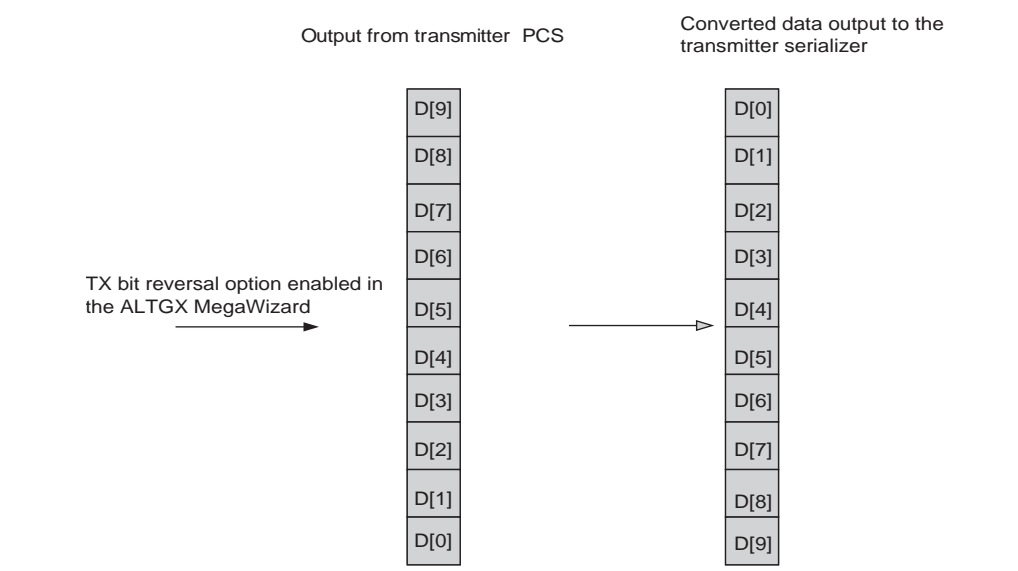 Output from transmitter PCS
Converted data output to the
transmitter serializer
TX bit reversal option enabled in
the ALTGX MegaWizard
D[9]
D[8]
D[7]
D[6]
D[5]
D[4]
D[3]
D[2]
D[1]
D[0]
D[0]
D[1]
D[2]
D[3]
D[4]
D[5]
D[6]
D[7]
D[8]
D[9]